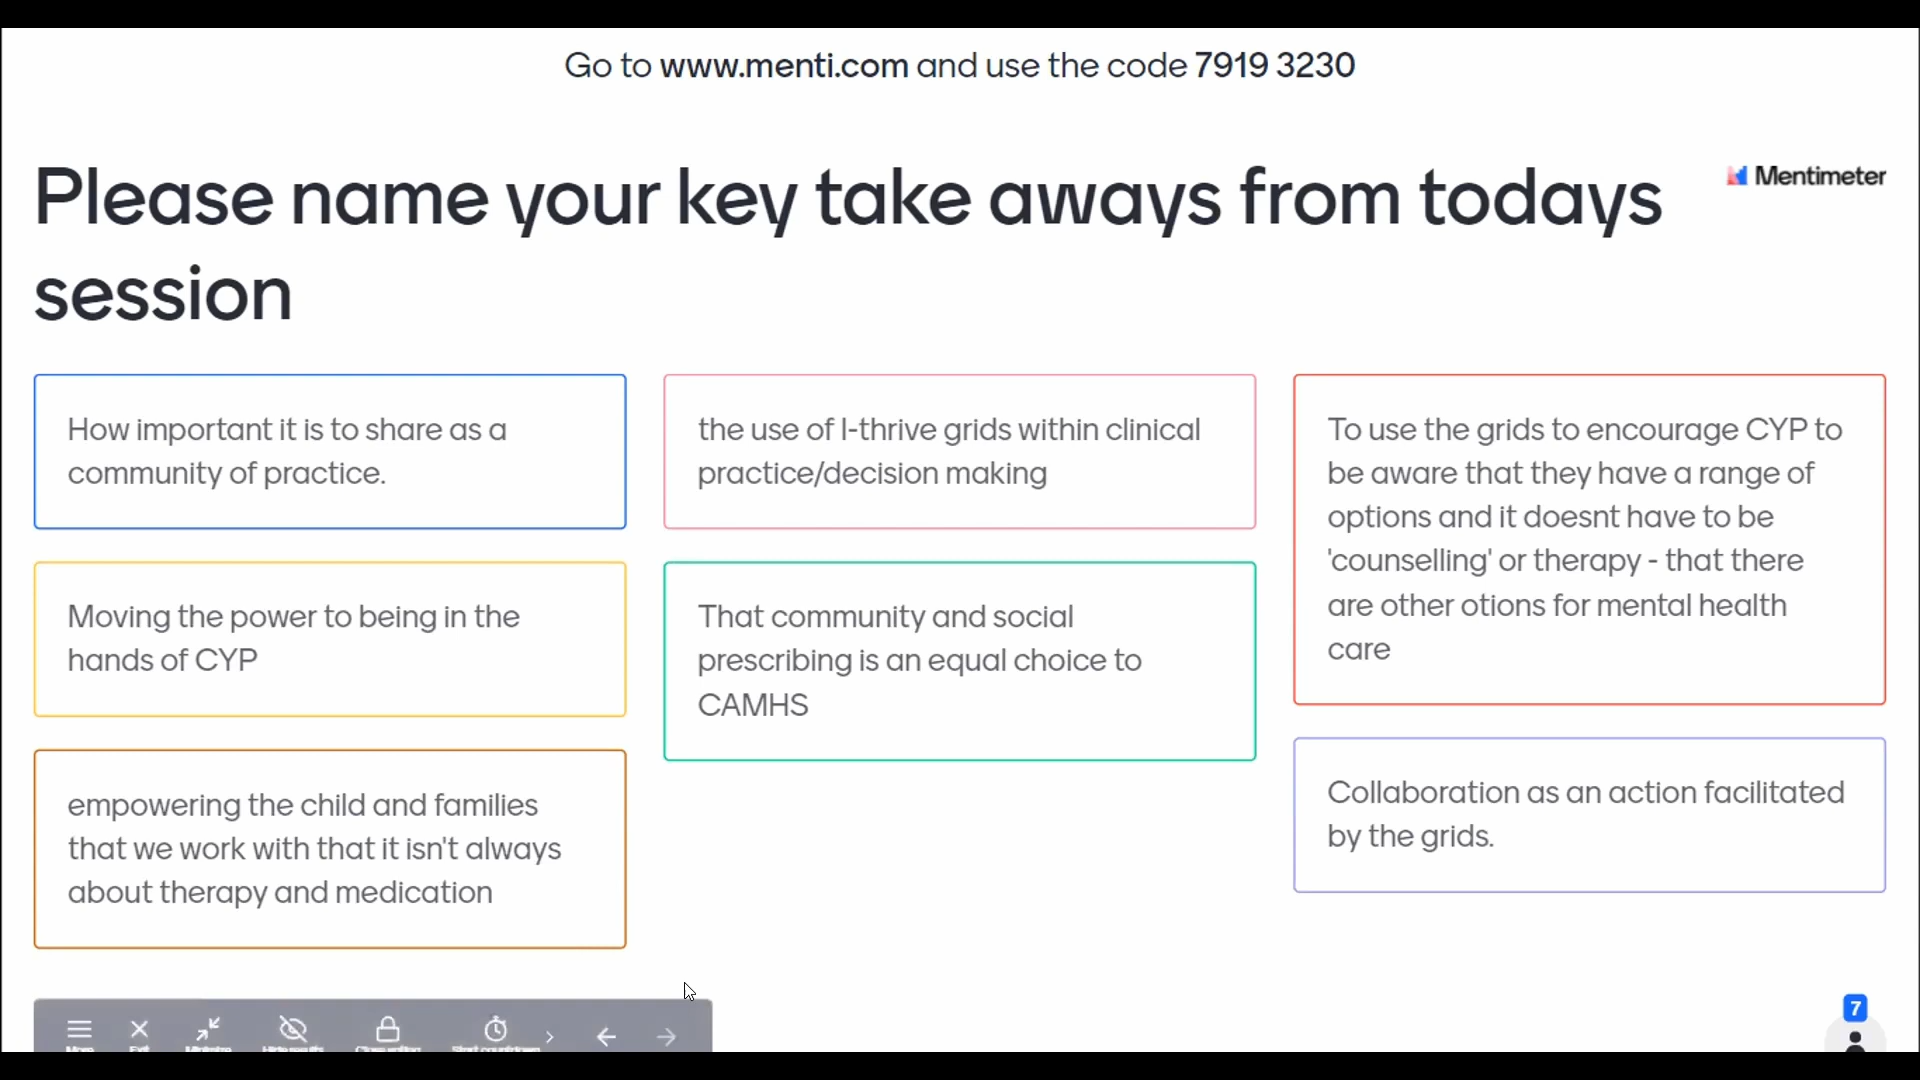 Go to www.menti.com and use the code 7919 3230
Please name your key take aways from todays
session
Mentimeter
How important it is to share as a
community of practice.
the use of I-thrive grids within clinical
practice/decision making
To use the grids to encourage CYP to
be aware that they have a range of
options and it doesnt have to be
'counselling' or therapy - that there
are other otions for mental health
care
Moving the power to being in the
hands of CYP
That community and social
prescribing is an equal choice to
CAMHS
empowering the child and families
that we work with that it isn't always
about therapy and medication
Collaboration as an action facilitated
by the grids.
7